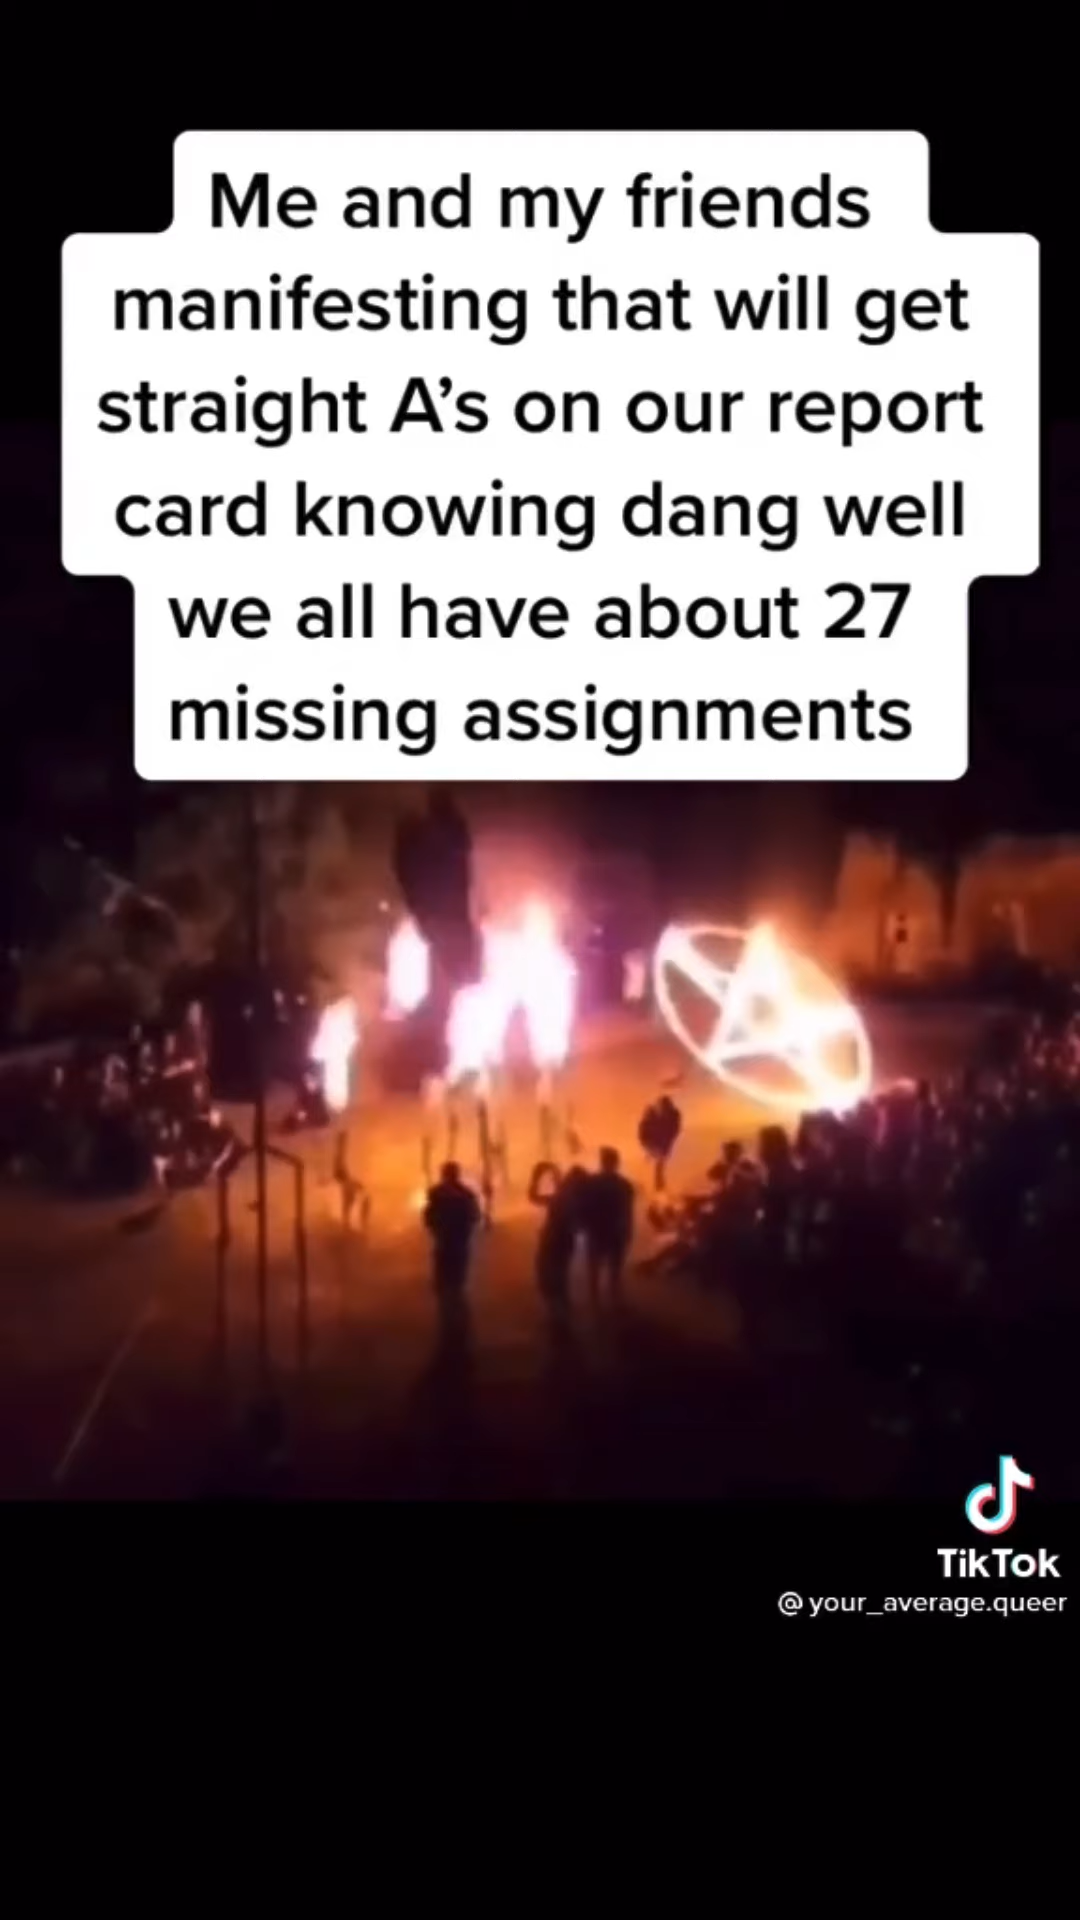 Me and my friends
manifesting that will get
straight A’s on our report
card knowing dang well
we all have about 27
missing assignments
TikTok
@your_average.queer